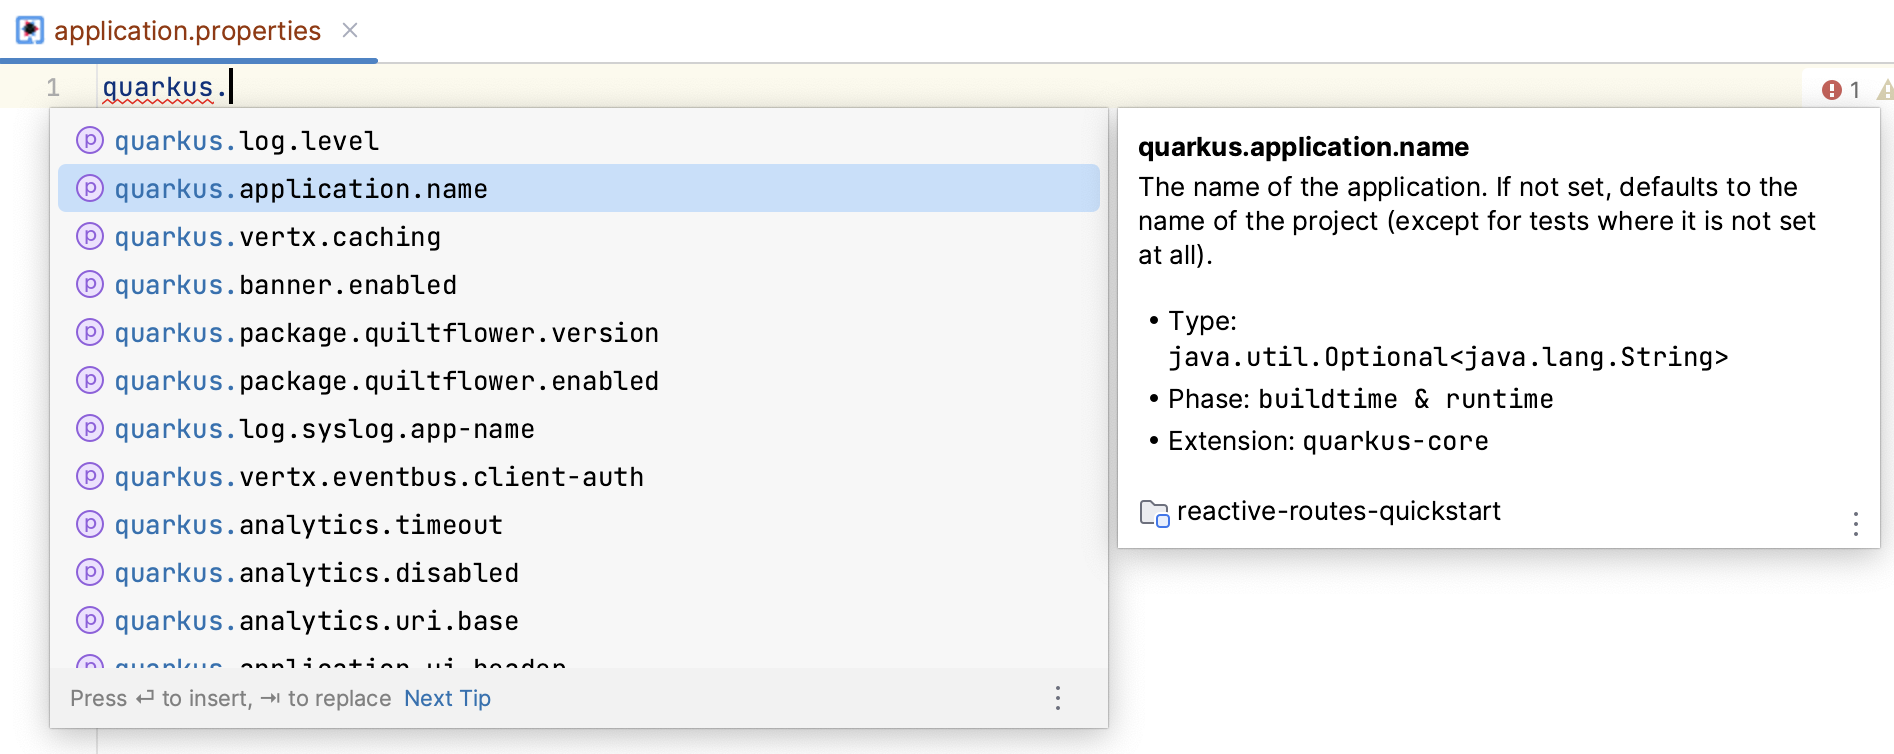 application.properties
1 quarkus.
1
quarkus.log.level
quarkus.application.name
quarkus.vertx.caching
quarkus.banner.enabled
quarkus.package.quiltflower.version
quarkus.package.quiltflower.enabled
quarkus.log.syslog.app-name
quarkus.vertx.eventbus.client-auth
quarkus.analytics.timeout
quarkus.analytics.disabled
quarkus.analytics.uri.base
quarkus.application.ui.header
Press ⏎ to insert, ⇥ to replace Next Tip
quarkus.application.name
The name of the application. If not set, defaults to the
name of the project (except for tests where it is not set
at all).
• Type:
java.util.Optional<java.lang.String>
• Phase: buildtime & runtime
• Extension: quarkus-core
reactive-routes-quickstart